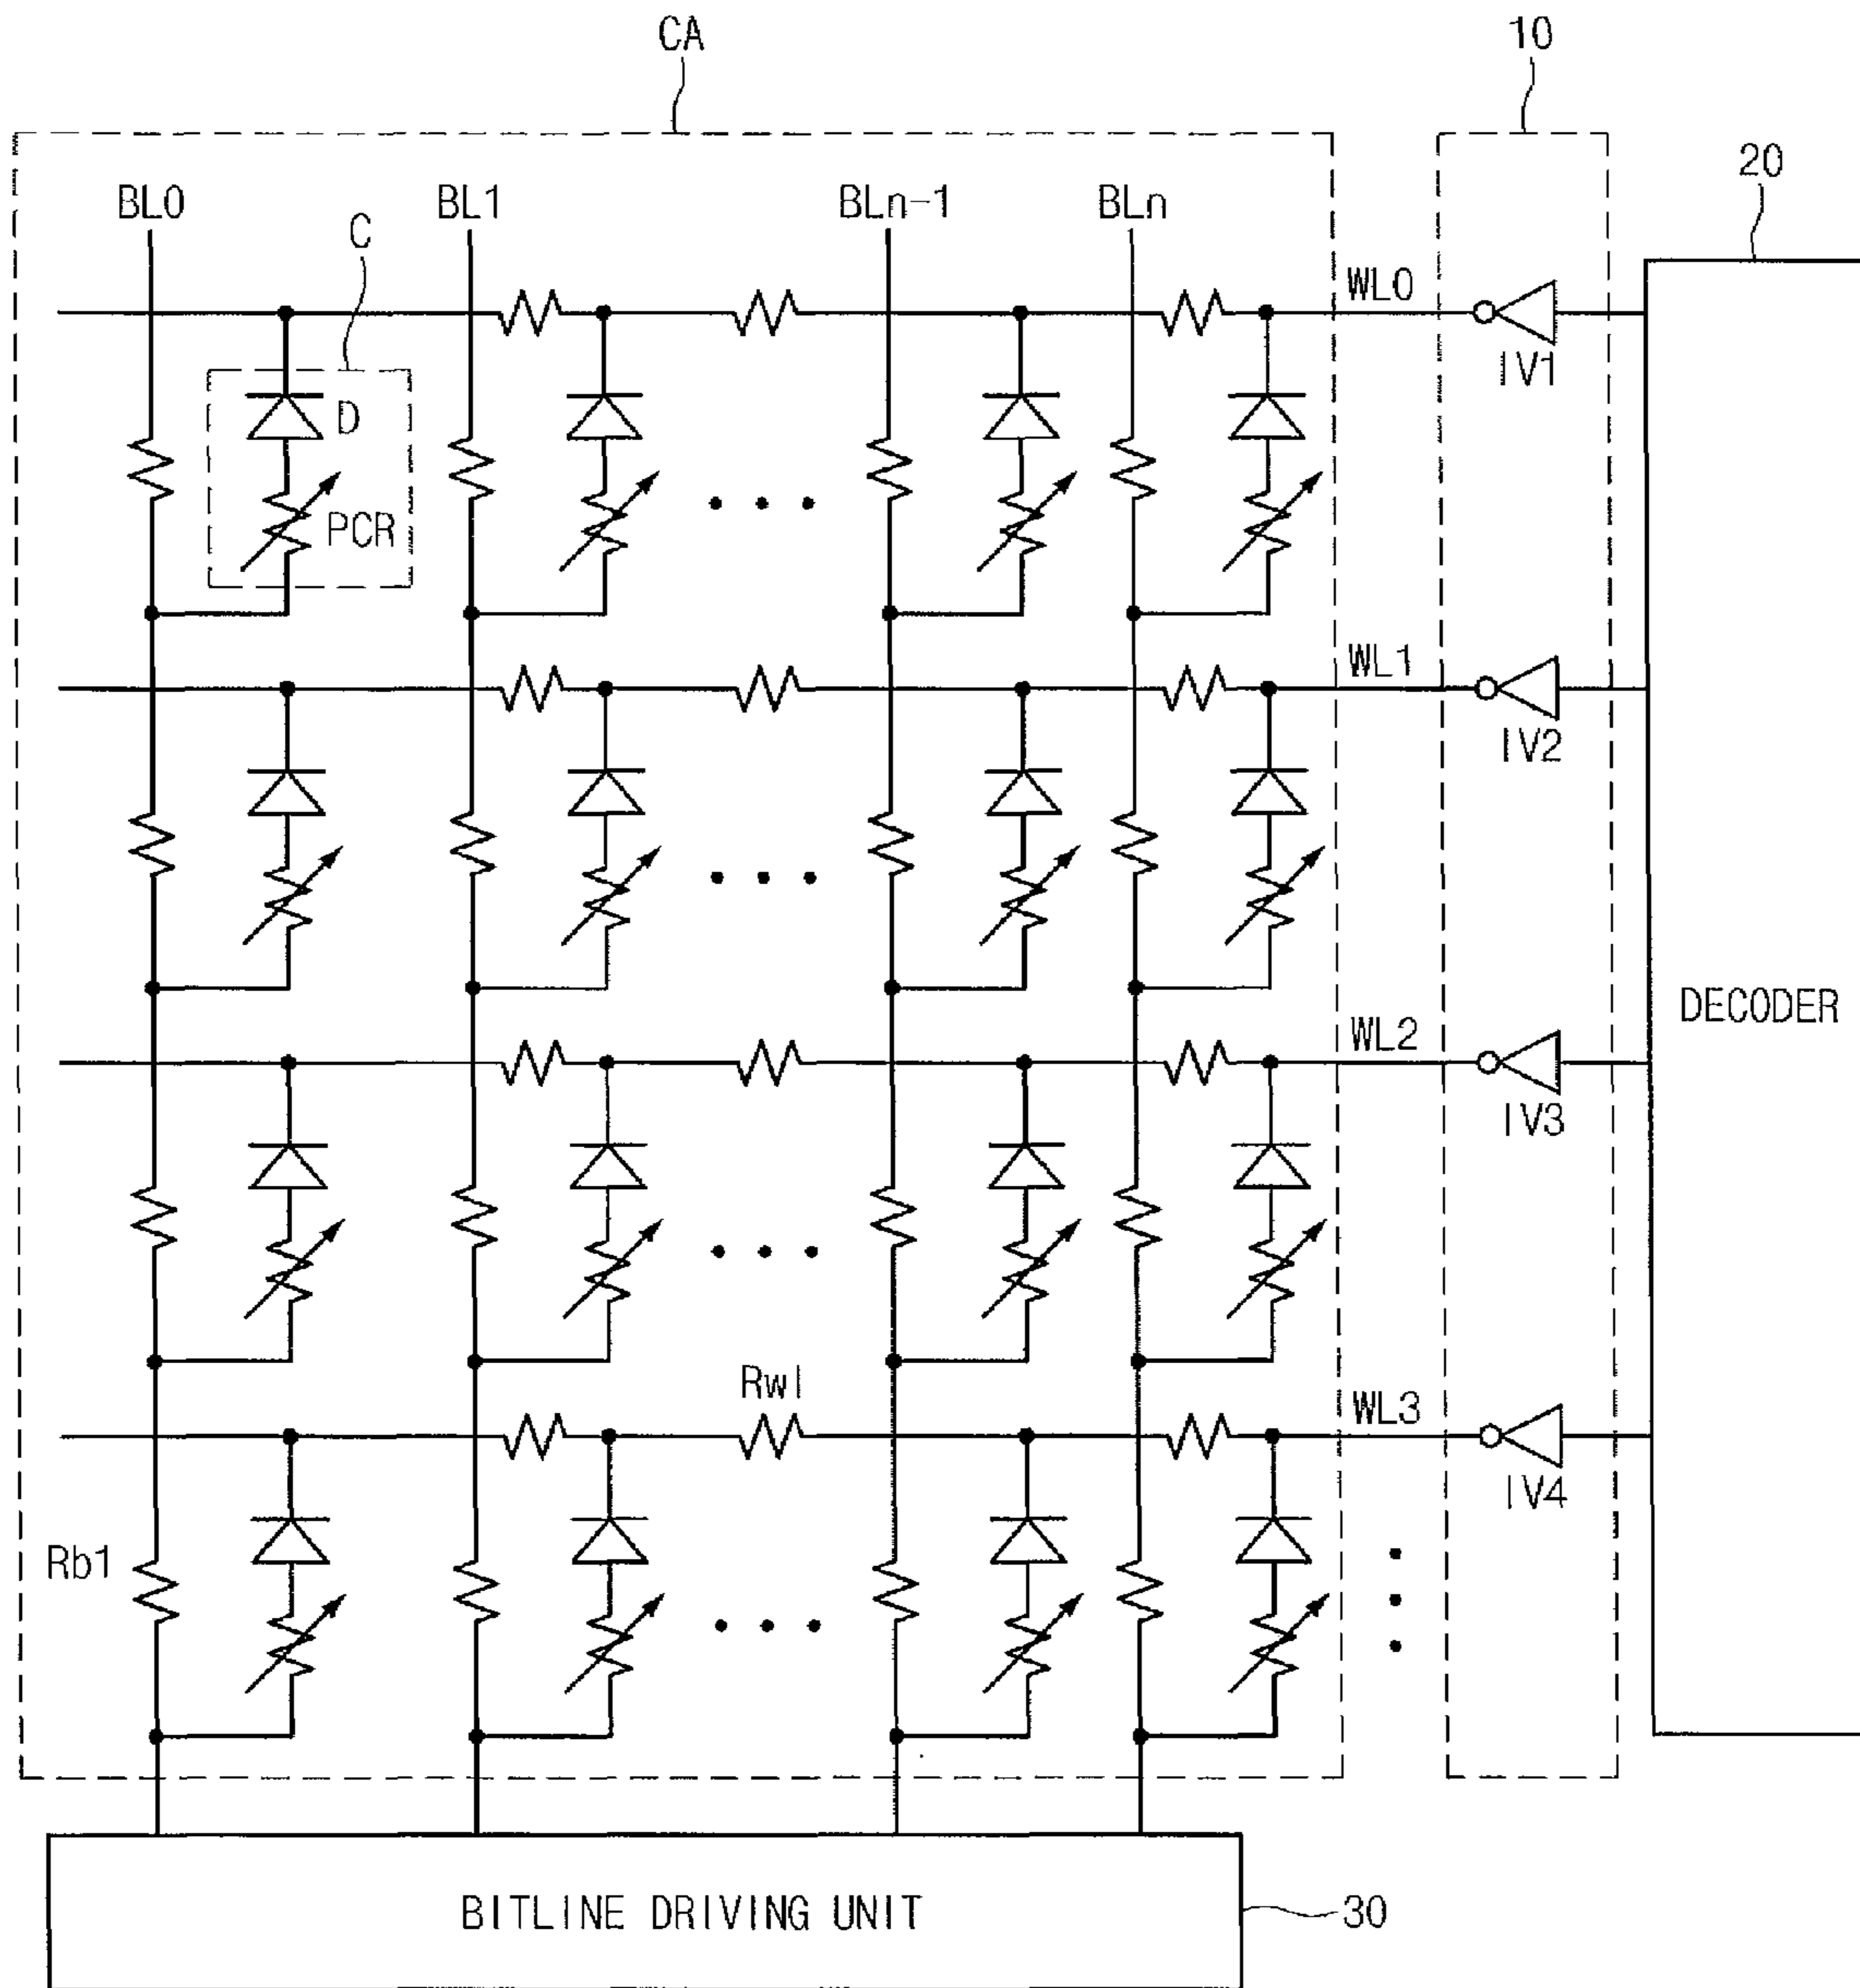 CA
10
20
BL0
BL1
BLn-1
BLn
C
WL0
D
IV1
PCR
WL1
IV2
DECODER
WL2
IV3
Rwl
WL3
IV4
Rb1
BITLINE DRIVING UNIT
30